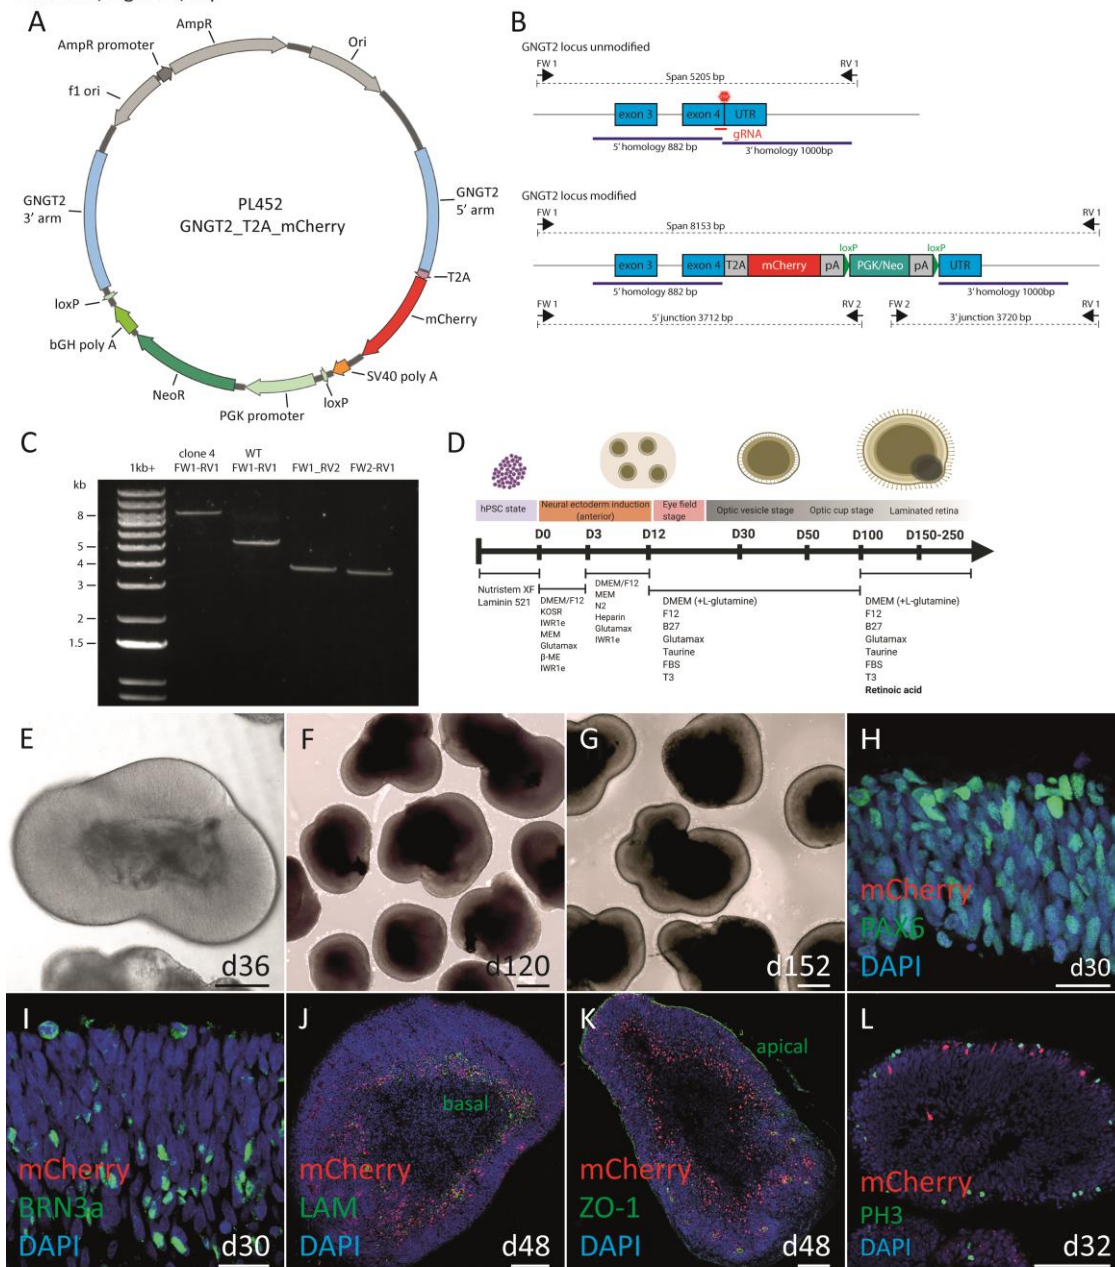 A
AmpR
AmpR promoter
Ori
f1 ori
GNGT2
3' arm
PL452
GNGT2_T2A_mCherry
GNGT2
5' arm
T2A
mCherry
loxP
bGH poly A
NeoR
PGK promoter
loxP
SV40 poly A
B
GNGT2 locus unmodified
FW 1
RV 1
Span 5205 bp
exon 3
exon 4
UTR
gRNA
5' homology 882 bp
3' homology 1000bp
GNGT2 locus modified
FW 1
RV 1
Span 8153 bp
loxP
loxP
exon 3
exon 4
T2A
mCherry
pA
PGK/Neo
pA
UTR
5' homology 882 bp
3' homology 1000bp
RV 2
FW 2
RV 1
5' junction 3712 bp
3' junction 3720 bp
C
clone 4
FW1-RV1
WT
FW1-RV1
FW1_RV2
FW2-RV1
1kb+
kb
8
5
4
3
2
1.5
D
hPSC state
Neural ectoderm induction
(anterior)
Eye field
stage
Optic vesicle stage
Optic cup stage
Laminated retina
D0
D3
D12
D30
D50
D100
D150-250
Nutristem XF
Laminin 521
DMEM/F12
KOSR
IWR1e
MEM
Glutamax
β-ME
IWR1e
DMEM/F12
MEM
N2
Heparin
Glutamax
IWR1e
DMEM (+L-glutamine)
F12
B27
Glutamax
Taurine
FBS
T3
DMEM (+L-glutamine)
F12
B27
Glutamax
Taurine
FBS
T3
Retinoic acid
E
d36
F
d120
G
d152
H
mCherry
PAX6
DAPI
d30
I
mCherry
BRN3a
DAPI
d30
J
basal
mCherry
LAM
DAPI
d48
K
apical
mCherry
ZO-1
DAPI
d48
L
mCherry
PH3
DAPI
d32